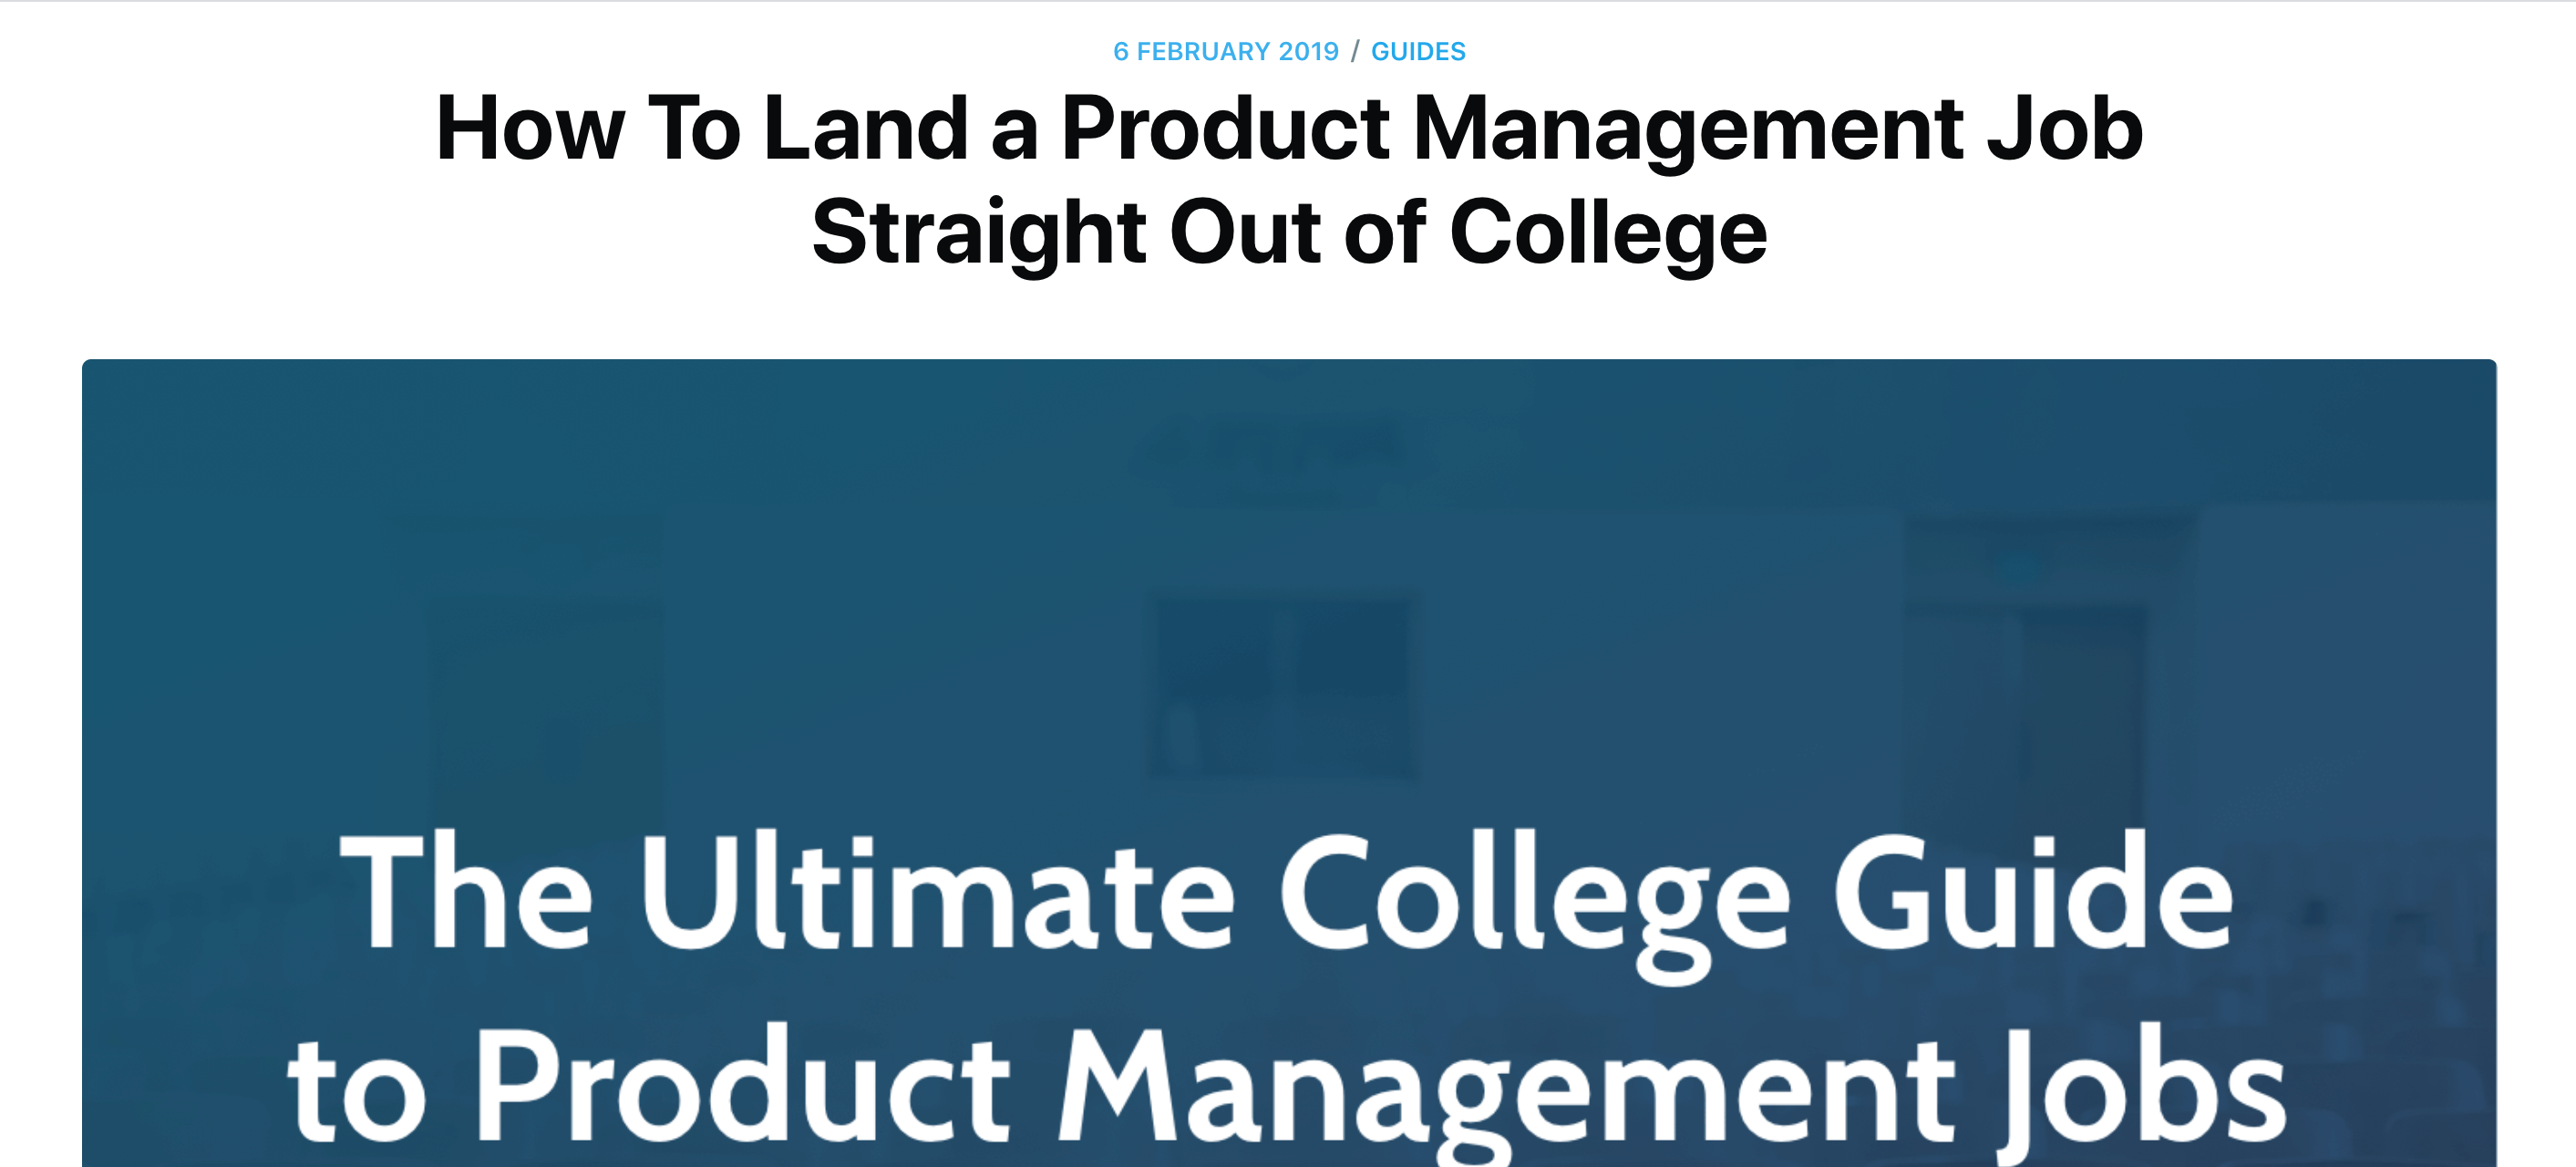 6 FEBRUARY 2019 / GUIDES
How To Land a Product Management Job
Straight Out of College
The Ultimate College Guide
to Product Management Jobs